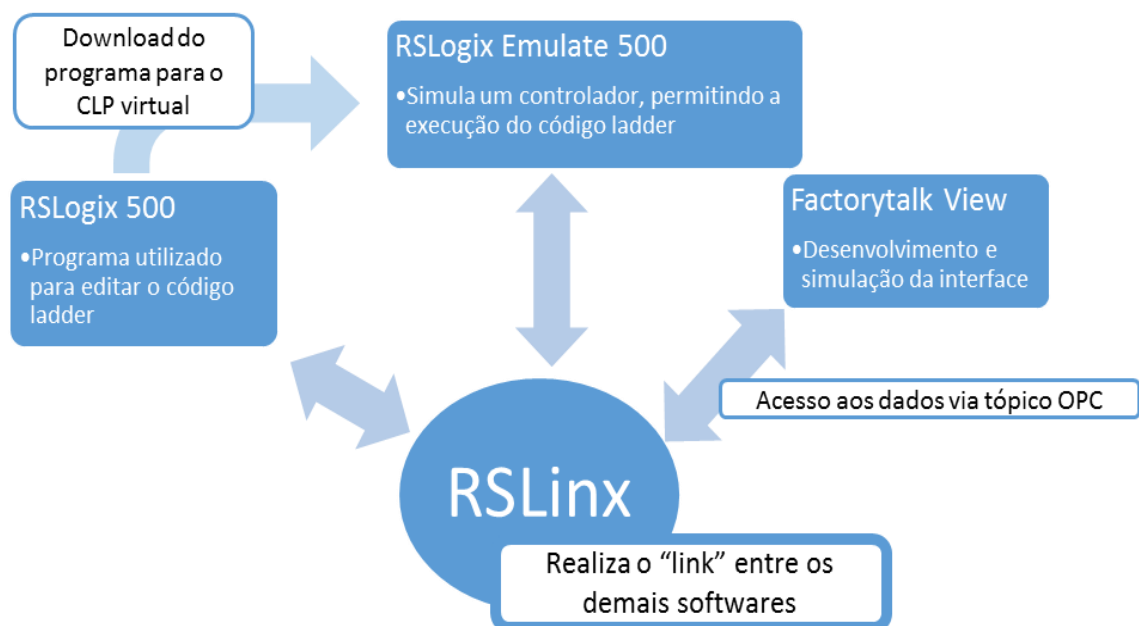 Download do
programa para o
CLP virtual
RSLogix Emulate 500
•Simula um controlador, permitindo a
execução do código ladder
RSLogix 500
•Programa utilizado
para editar o código
ladder
Factorytalk View
•Desenvolvimento e
simulação da interface
Acesso aos dados via tópico OPC
RSLinx
Realiza o “link” entre os
demais softwares